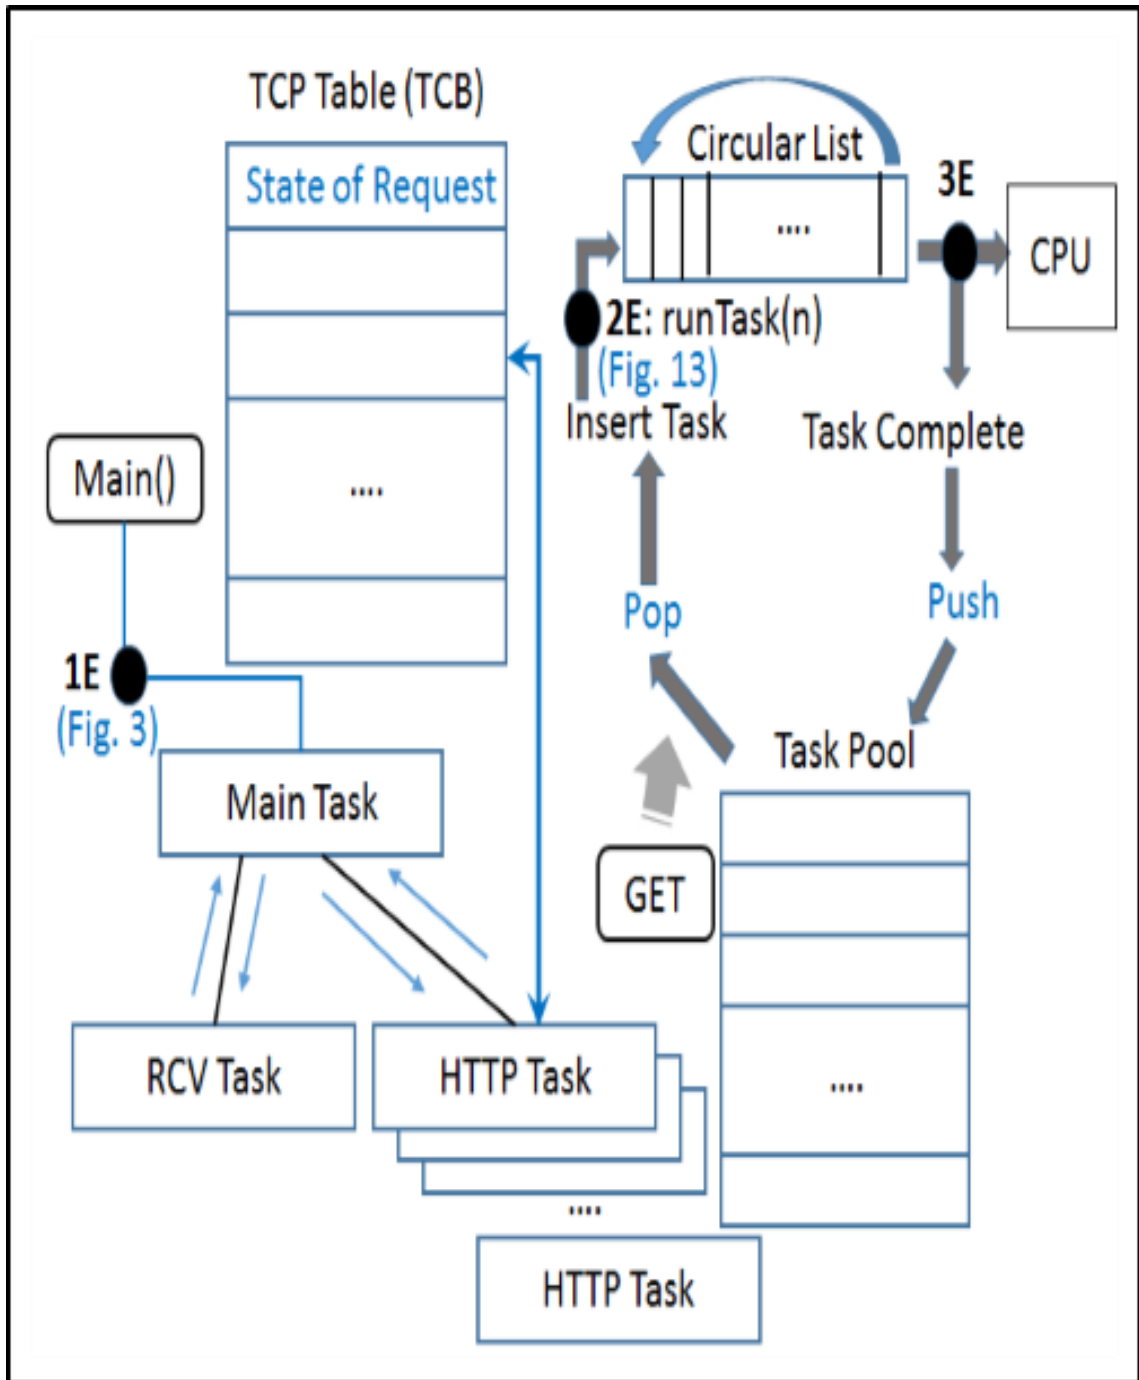 TCP Table (TCB)
State of Request
....
Main()
1E
(Fig. 3)
Main Task
RCV Task
HTTP Task
....
HTTP Task
Circular List
....
3E
CPU
2E: runTask(n)
(Fig. 13)
Insert Task
Task Complete
Pop
Push
Task Pool
GET
....